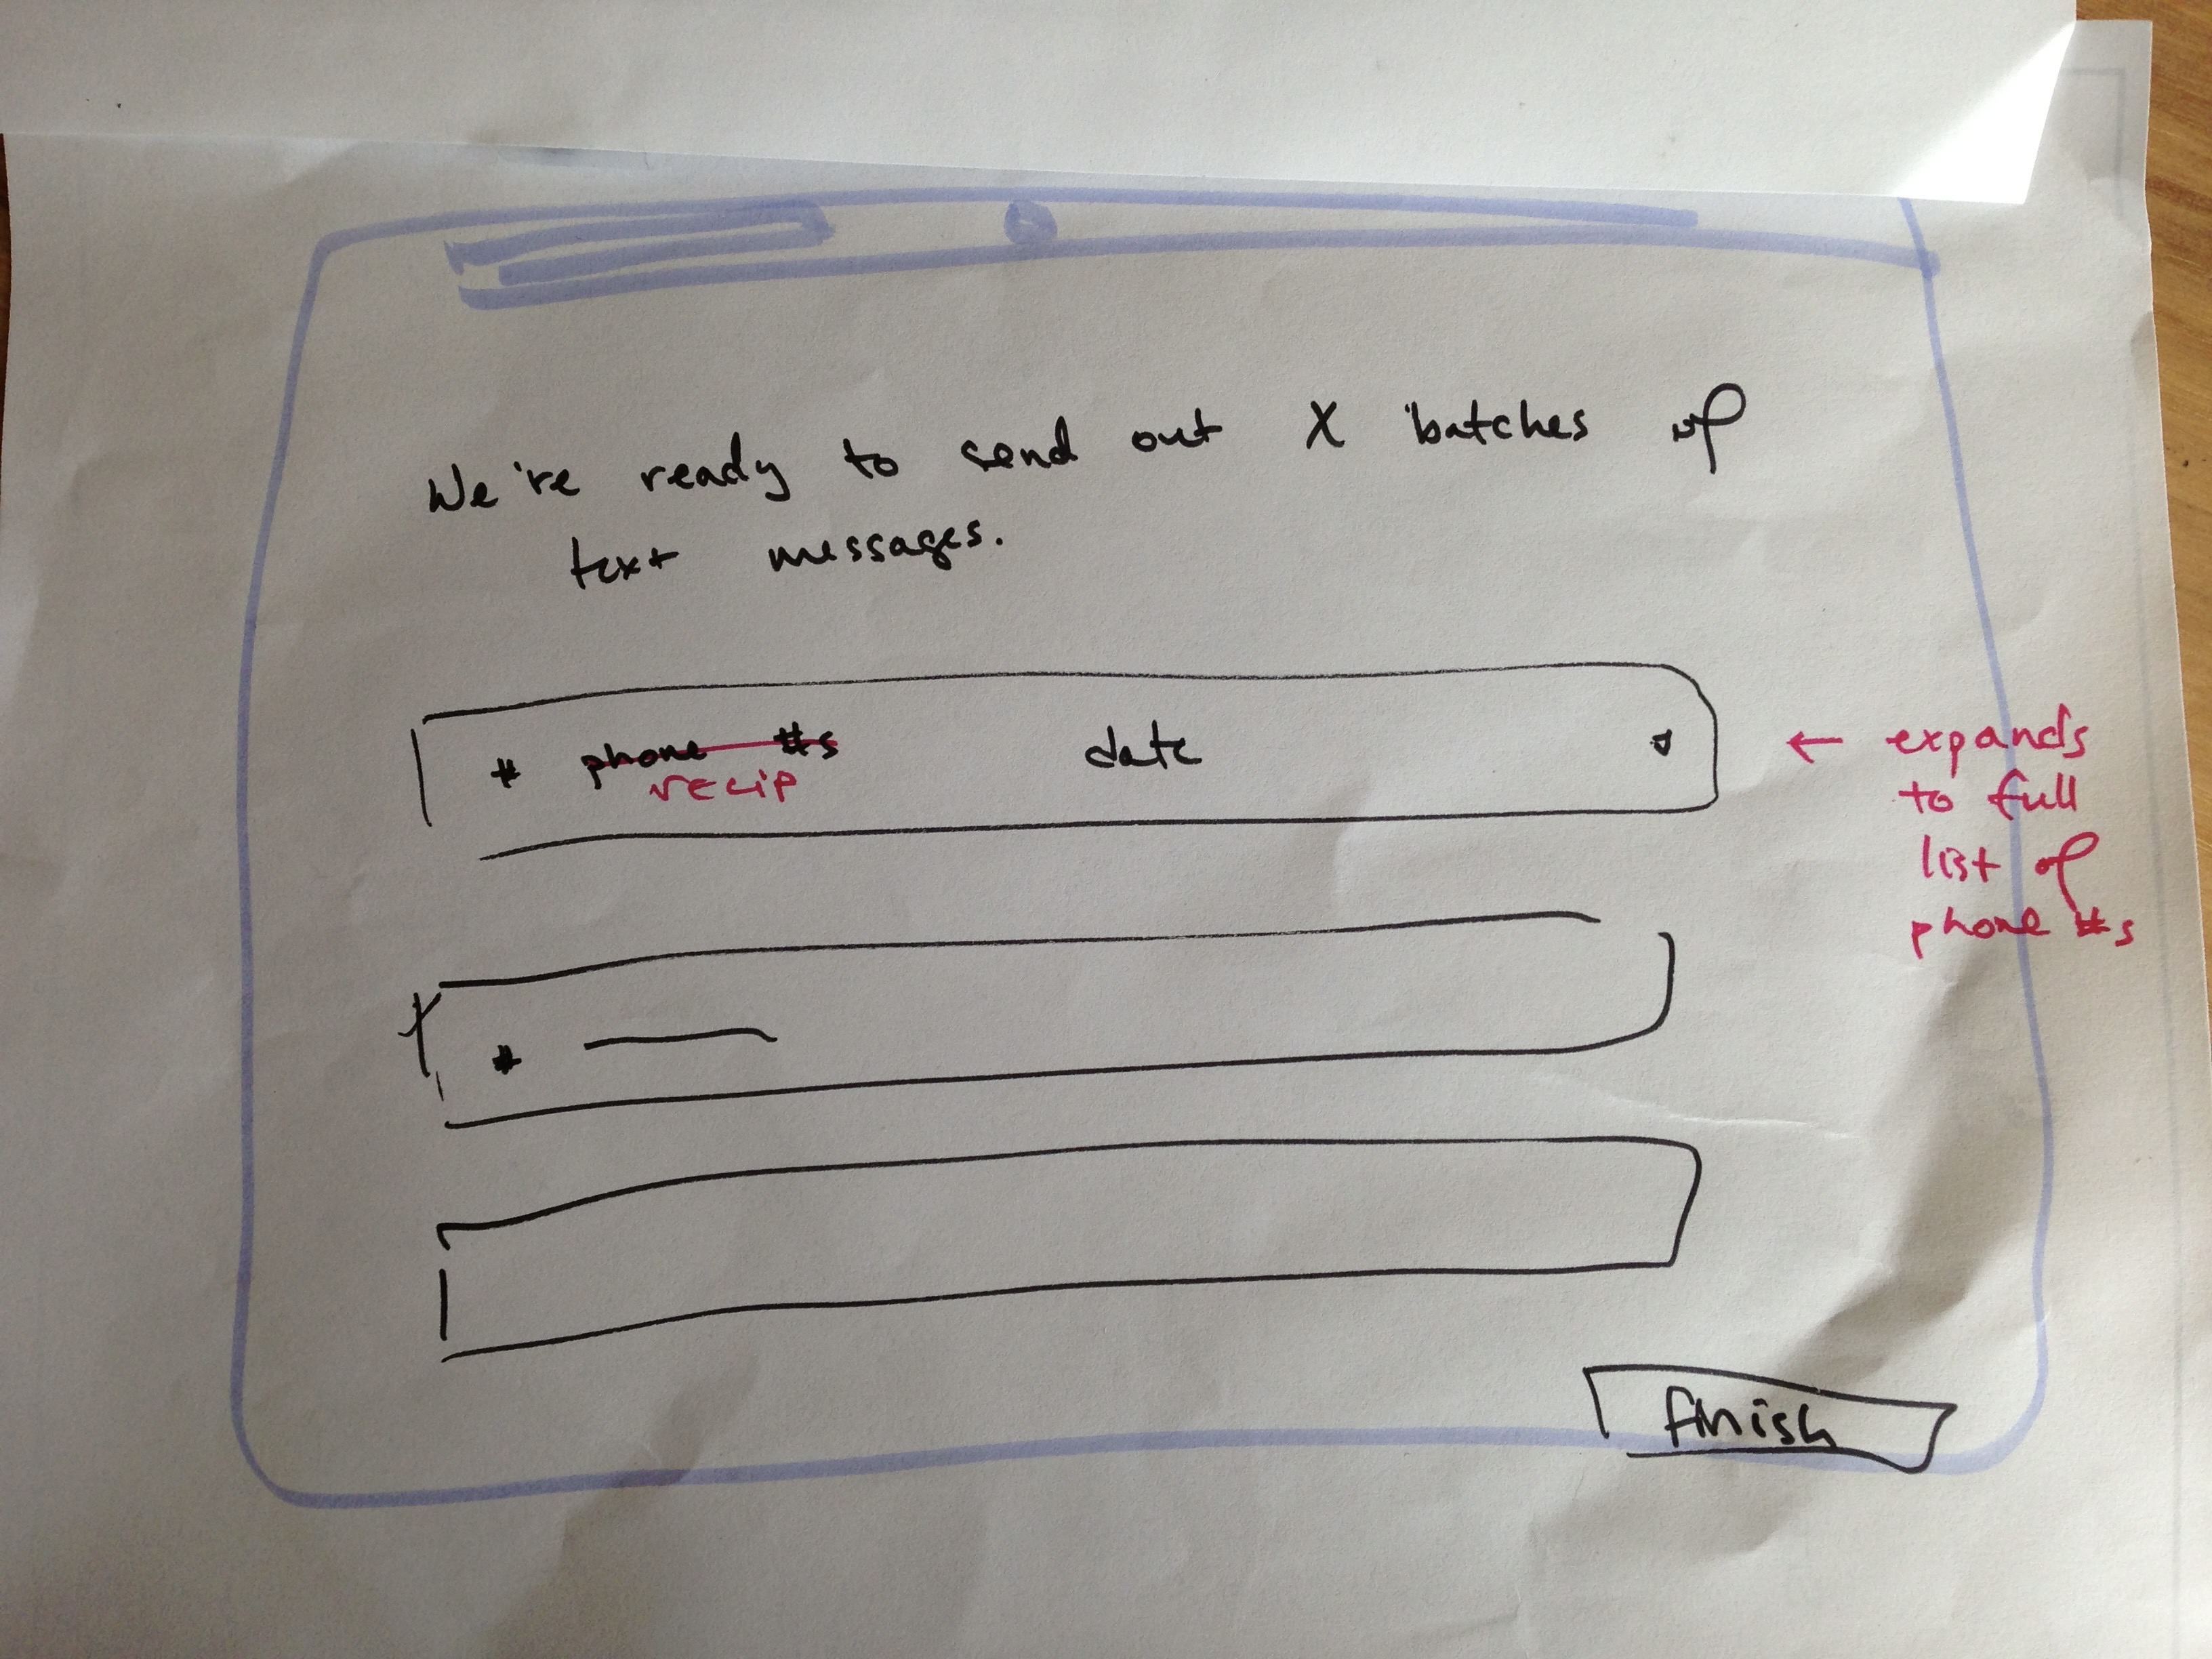 We're ready to send out X batches of
text messages.
# phone #s date
recip
← expands
to full
list of
phone #s
#
finish